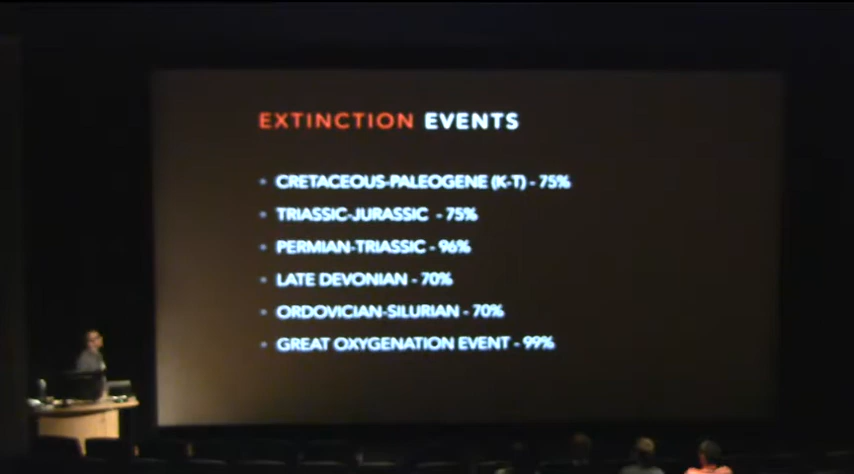 EXTINCTION EVENTS
• CRETACEOUS-PALEOGENE (K-T) - 75%
• TRIASSIC-JURASSIC - 75%
• PERMIAN-TRIASSIC - 96%
• LATE DEVONIAN - 70%
• ORDOVICIAN-SILURIAN - 70%
• GREAT OXYGENATION EVENT - 99%